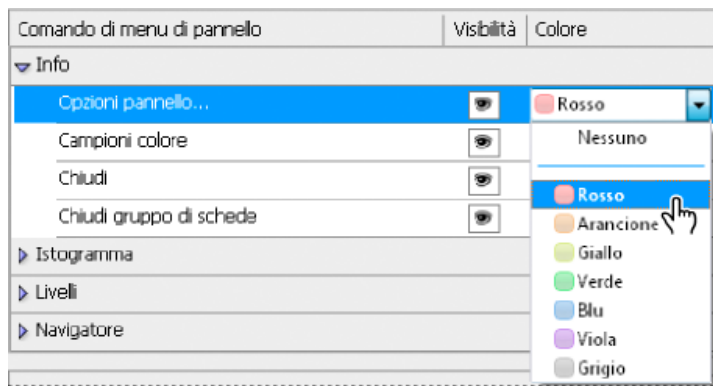 Comando di menu di pannello Visibilità Colore
Info
Opzioni pannello... Rosso
Campioni colore
Chiudi
Chiudi gruppo di schede
Istogramma
Livelli
Navigatore
Nessuno
Rosso
Arancione
Giallo
Verde
Blu
Viola
Grigio